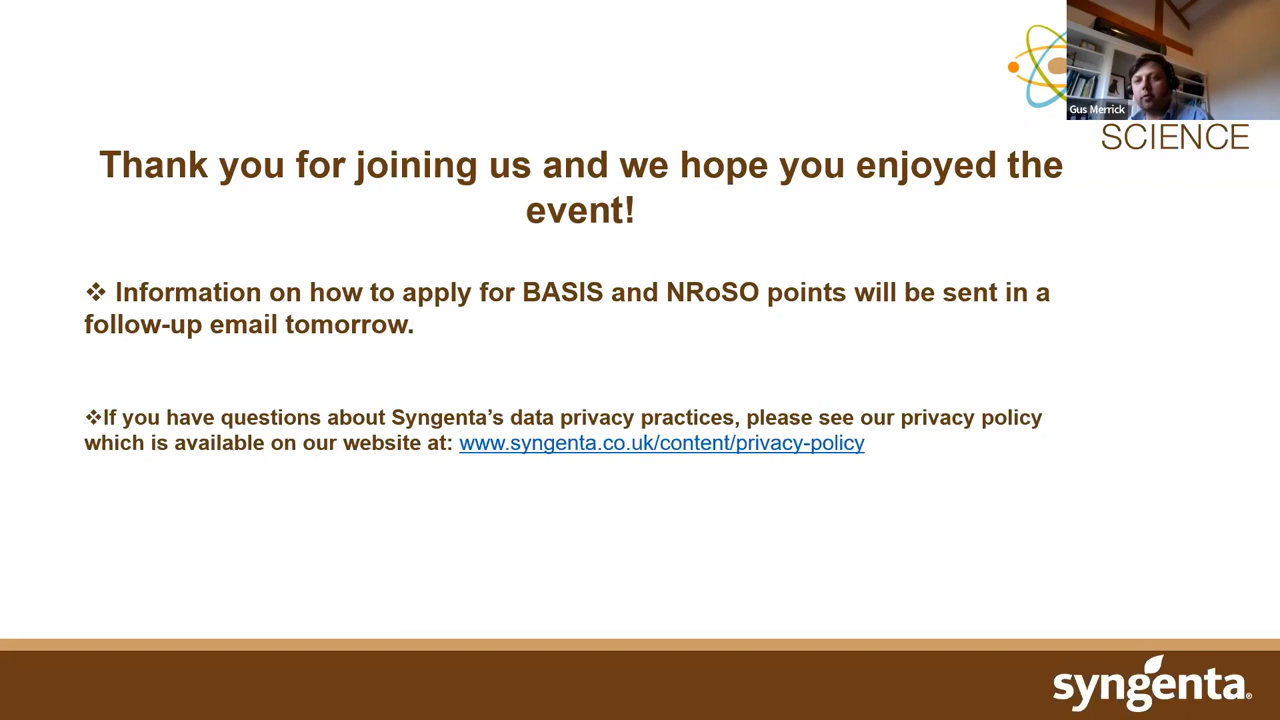 Gus Merrick
SCIENCE
Thank you for joining us and we hope you enjoyed the
event!
❖ Information on how to apply for BASIS and NRoSO points will be sent in a
follow-up email tomorrow.
❖If you have questions about Syngenta’s data privacy practices, please see our privacy policy
which is available on our website at: www.syngenta.co.uk/content/privacy-policy
syngenta®